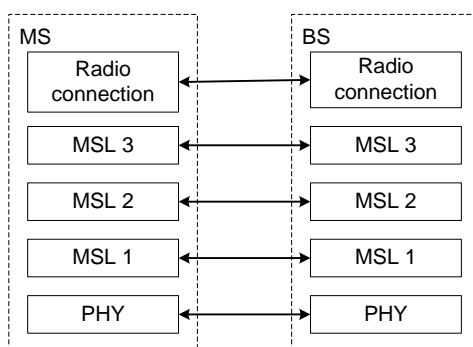 MS
Radio
connection
MSL 3
MSL 2
MSL 1
PHY
BS
Radio
connection
MSL 3
MSL 2
MSL 1
PHY